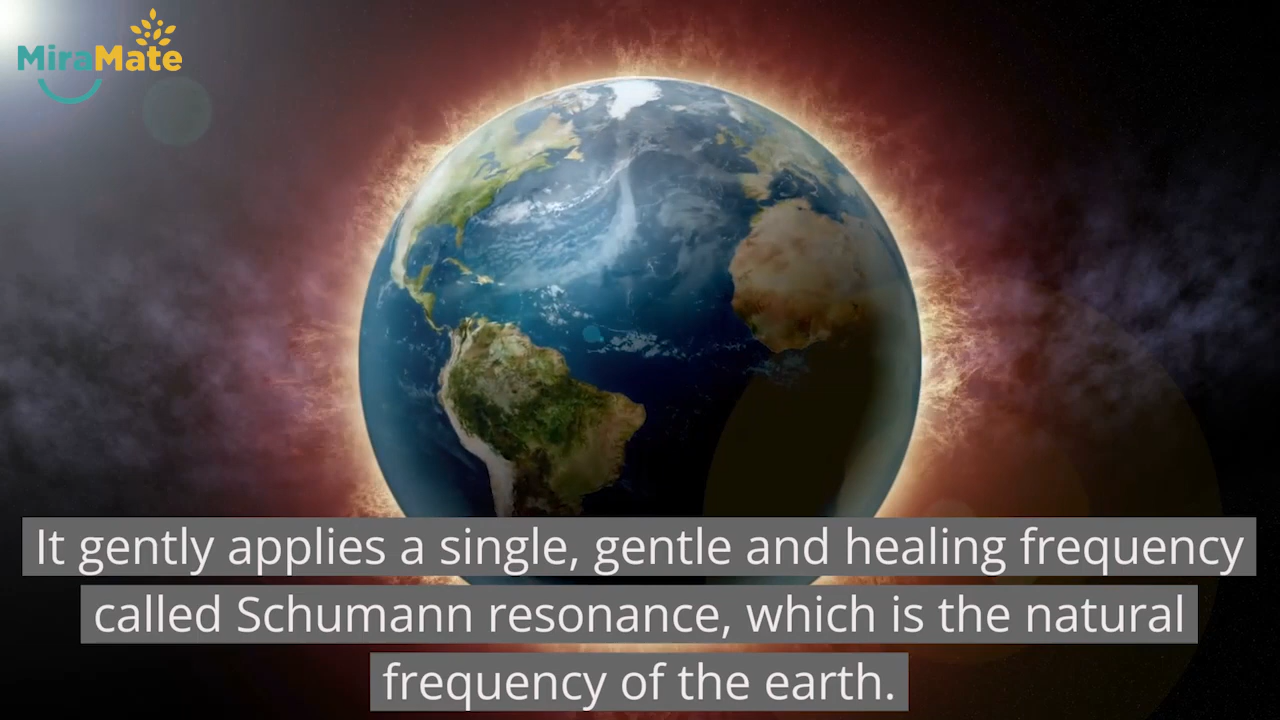 MiraMate
It gently applies a single, gentle and healing frequency
called Schumann resonance, which is the natural
frequency of the earth.